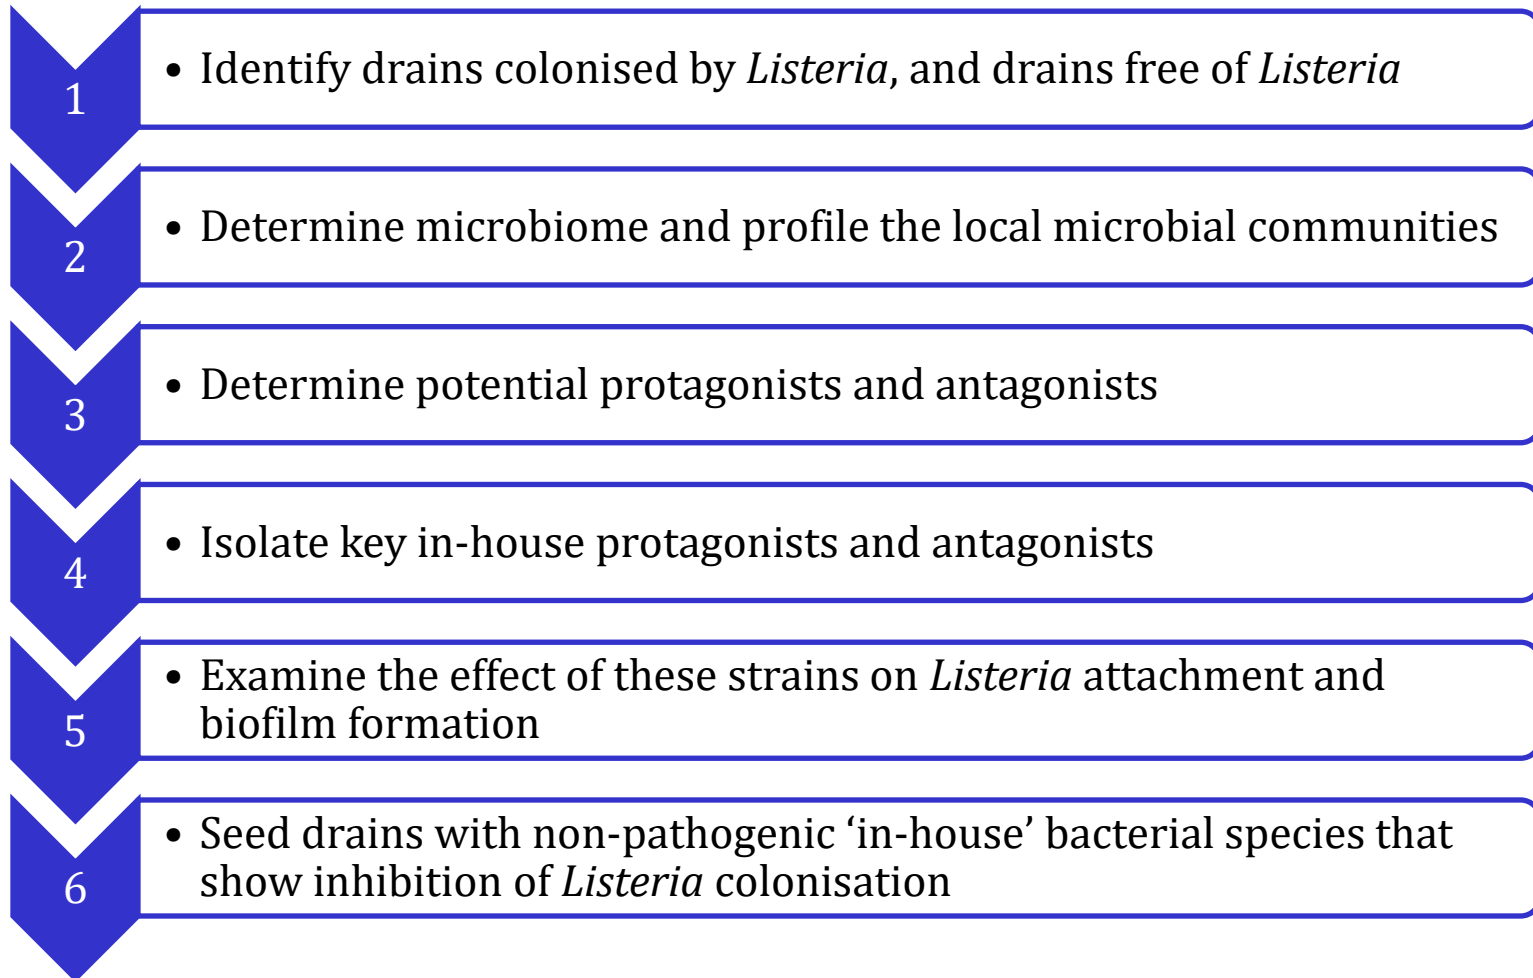 1
• Identify drains colonised by Listeria, and drains free of Listeria
2
• Determine microbiome and profile the local microbial communities
3
• Determine potential protagonists and antagonists
4
• Isolate key in-house protagonists and antagonists
5
• Examine the effect of these strains on Listeria attachment and
biofilm formation
6
• Seed drains with non-pathogenic ‘in-house’ bacterial species that
show inhibition of Listeria colonisation